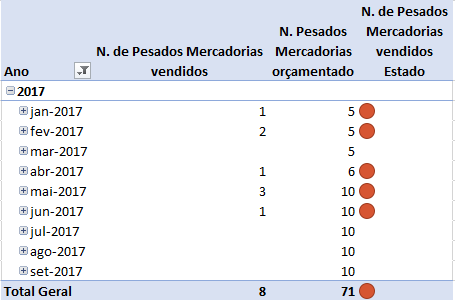 N. de Pesados
N. Pesados Mercadorias
N. de Pesados Mercadorias Mercadorias vendidos
Ano vendidos orçamentado Estado
2017
jan-2017 1 5
fev-2017 2 5
mar-2017 5
abr-2017 1 6
mai-2017 3 10
jun-2017 1 10
jul-2017 10
ago-2017 10
set-2017 10
Total Geral 8 71